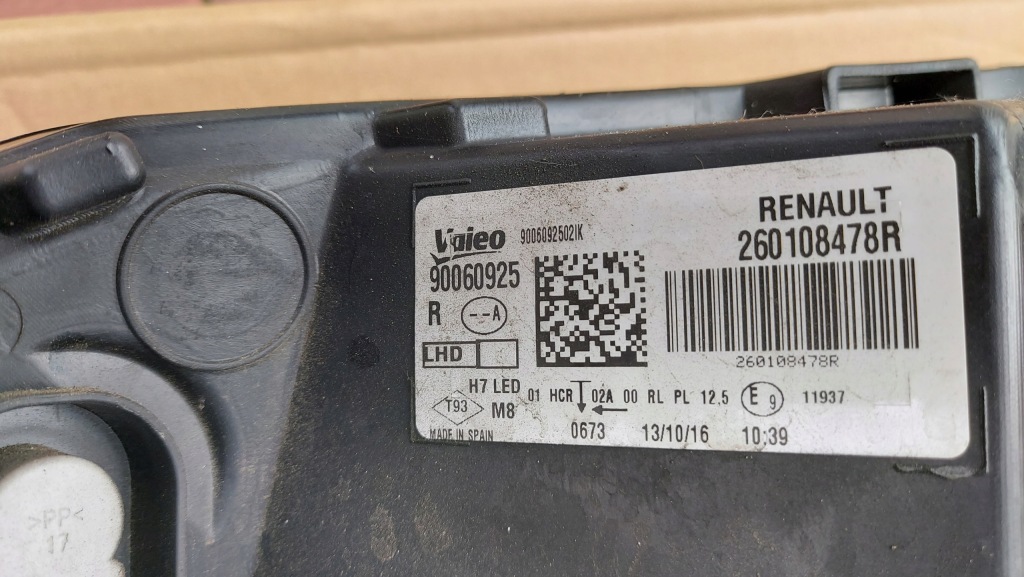 RENAULT
Valeo 9006092502IK 260108478R
90060925
R --A
LHD
260108478R
H7 LED 01 HCR 02A 00 RL PL 12.5 E9 11937
T93 M8
MADE IN SPAIN 0673 13/10/16 10:39
>PP<
17